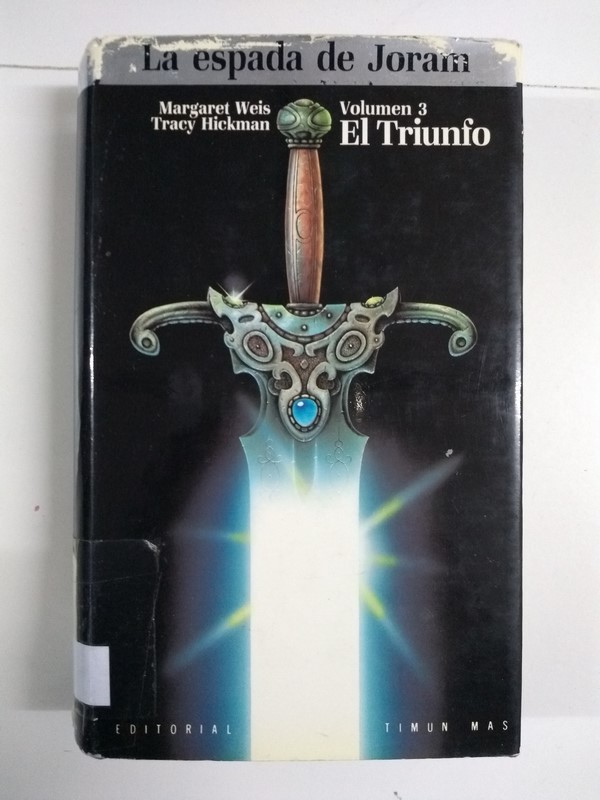 La espada de Joram
Margaret Weis
Tracy Hickman
Volumen 3
El Triunfo
EDITORIAL TIMUN MAS